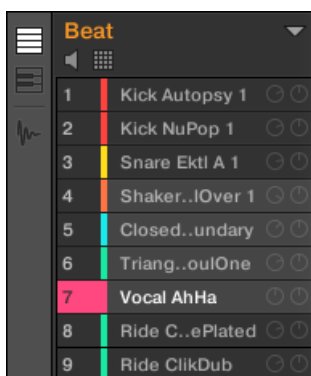 Beat
1 Kick Autopsy 1
2 Kick NuPop 1
3 Snare Ektl A 1
4 Shaker..lOver 1
5 Closed..undary
6 Triang..oulOne
7 Vocal AhHa
8 Ride C..ePlated
9 Ride ClikDub